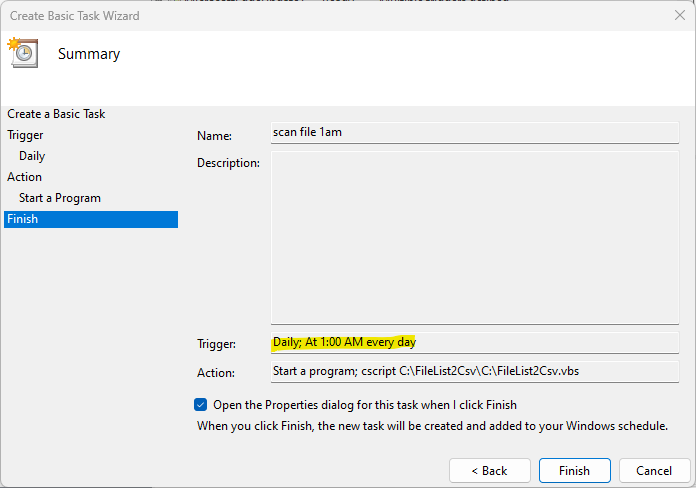 Create Basic Task Wizard
Summary
Create a Basic Task
Trigger
Daily
Action
Start a Program
Finish
Name: scan file 1am
Description:
Trigger: Daily; At 1:00 AM every day
Action: Start a program; cscript C:\FileList2Csv\C:\FileList2Csv.vbs
Open the Properties dialog for this task when I click Finish
When you click Finish, the new task will be created and added to your Windows schedule.
< Back Finish Cancel